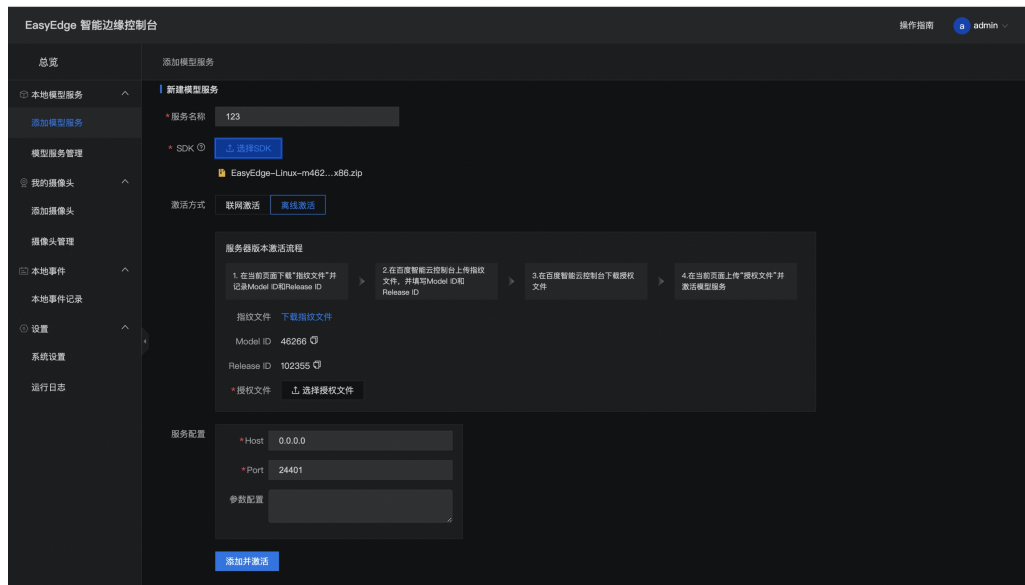 EasyEdge 智能边缘控制台
操作指南
a admin
总览
本地模型服务
添加模型服务
模型服务管理
我的摄像头
添加摄像头
摄像头管理
本地事件
本地事件记录
设置
系统设置
运行日志
添加模型服务
新建模型服务
*服务名称 123
* SDK 选择SDK
EasyEdge-Linux-m462...x86.zip
激活方式 联网激活 离线激活
服务器版本激活流程
1. 在当前页面下载“指纹文件”并
记录Model ID和Release ID
2.在百度智能云控制台上传指纹
文件，并填写Model ID和
Release ID
3.在百度智能云控制台下载授权
文件
4.在当前页面上传“授权文件”并
激活模型服务
指纹文件 下载指纹文件
Model ID 46266
Release ID 102355
*授权文件 选择授权文件
服务配置
*Host 0.0.0.0
*Port 24401
参数配置
添加并激活